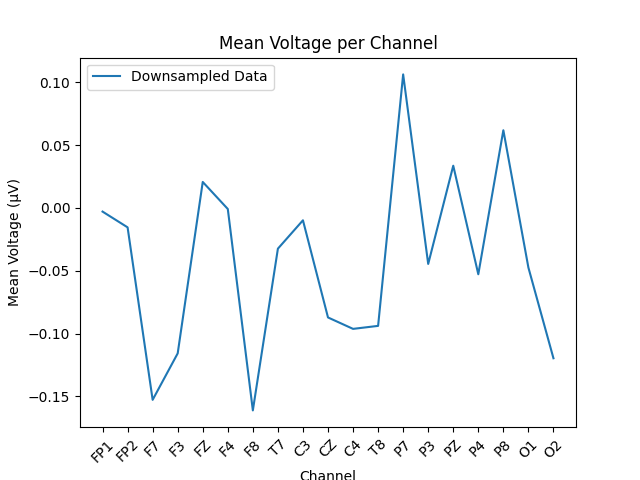 Mean Voltage per Channel
Downsampled Data
Mean Voltage (μV)
0.10
0.05
0.00
−0.05
−0.10
−0.15
FP1 FP2 F7 F3 FZ F4 F8 T7 C3 CZ C4 T8 P7 P3 PZ P4 P8 O1 O2
Channel